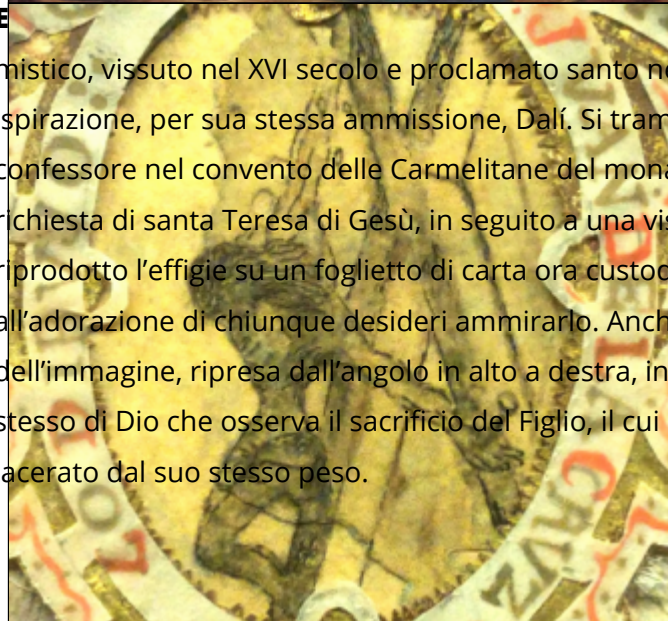 E
mistico, vissuto nel XVI secolo e proclamato santo n
spirazione, per sua stessa ammissione, Dalí. Si tram
confessore nel convento delle Carmelitane del mona
richiesta di santa Teresa di Gesù, in seguito a una vis
riprodotto l'effigie su un foglietto di carta ora custod
all'adorazione di chiunque desideri ammirarlo. Anch
dell'immagine, ripresa dall'angolo in alto a destra, in
stesso di Dio che osserva il sacrificio del Figlio, il cui
acerato dal suo stesso peso.
CRVZ